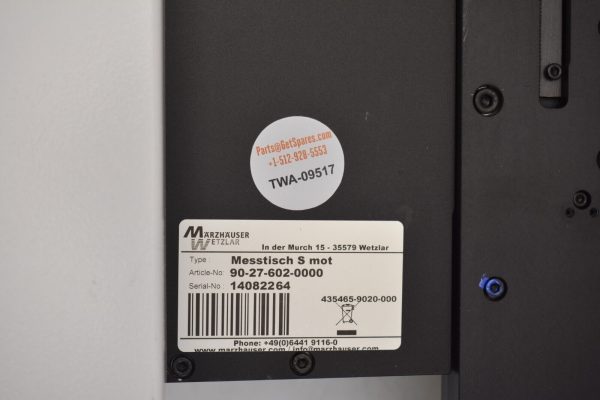 Parts@GetSpares.com
+1-512-928-5553
TWA-09517
MÄRZHÄUSER
WETZLAR
In der Murch 15 - 35579 Wetzlar
Type : Messtisch S mot
Article-No: 90-27-602-0000
Serial-No : 14082264
435465-9020-000
Phone: +49(0)6441 9116-0
www.marzhauser.com / info@marzhauser.com